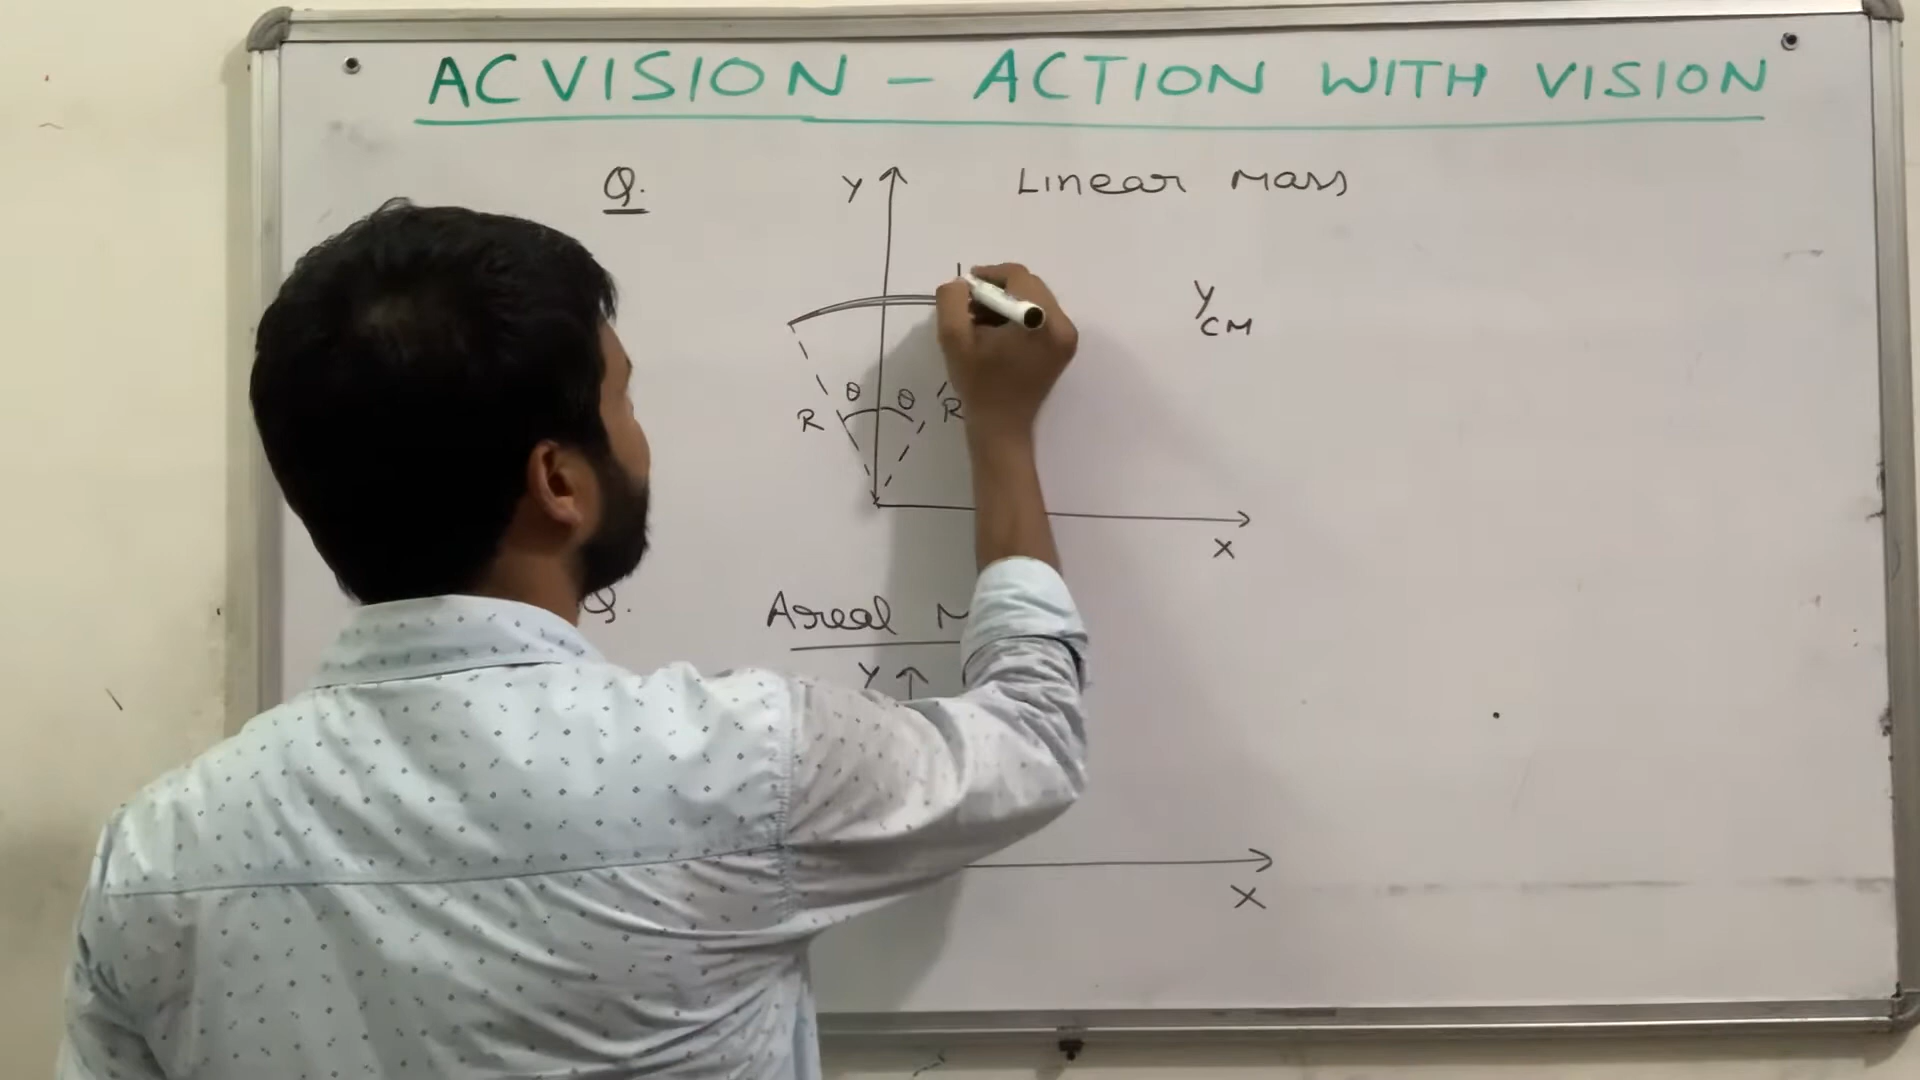 ACVISION - ACTION WITH VISION
Q.
Y
Linear Mass
Y CM
θ
θ
R
R
X
Q.
Areal
Y
X